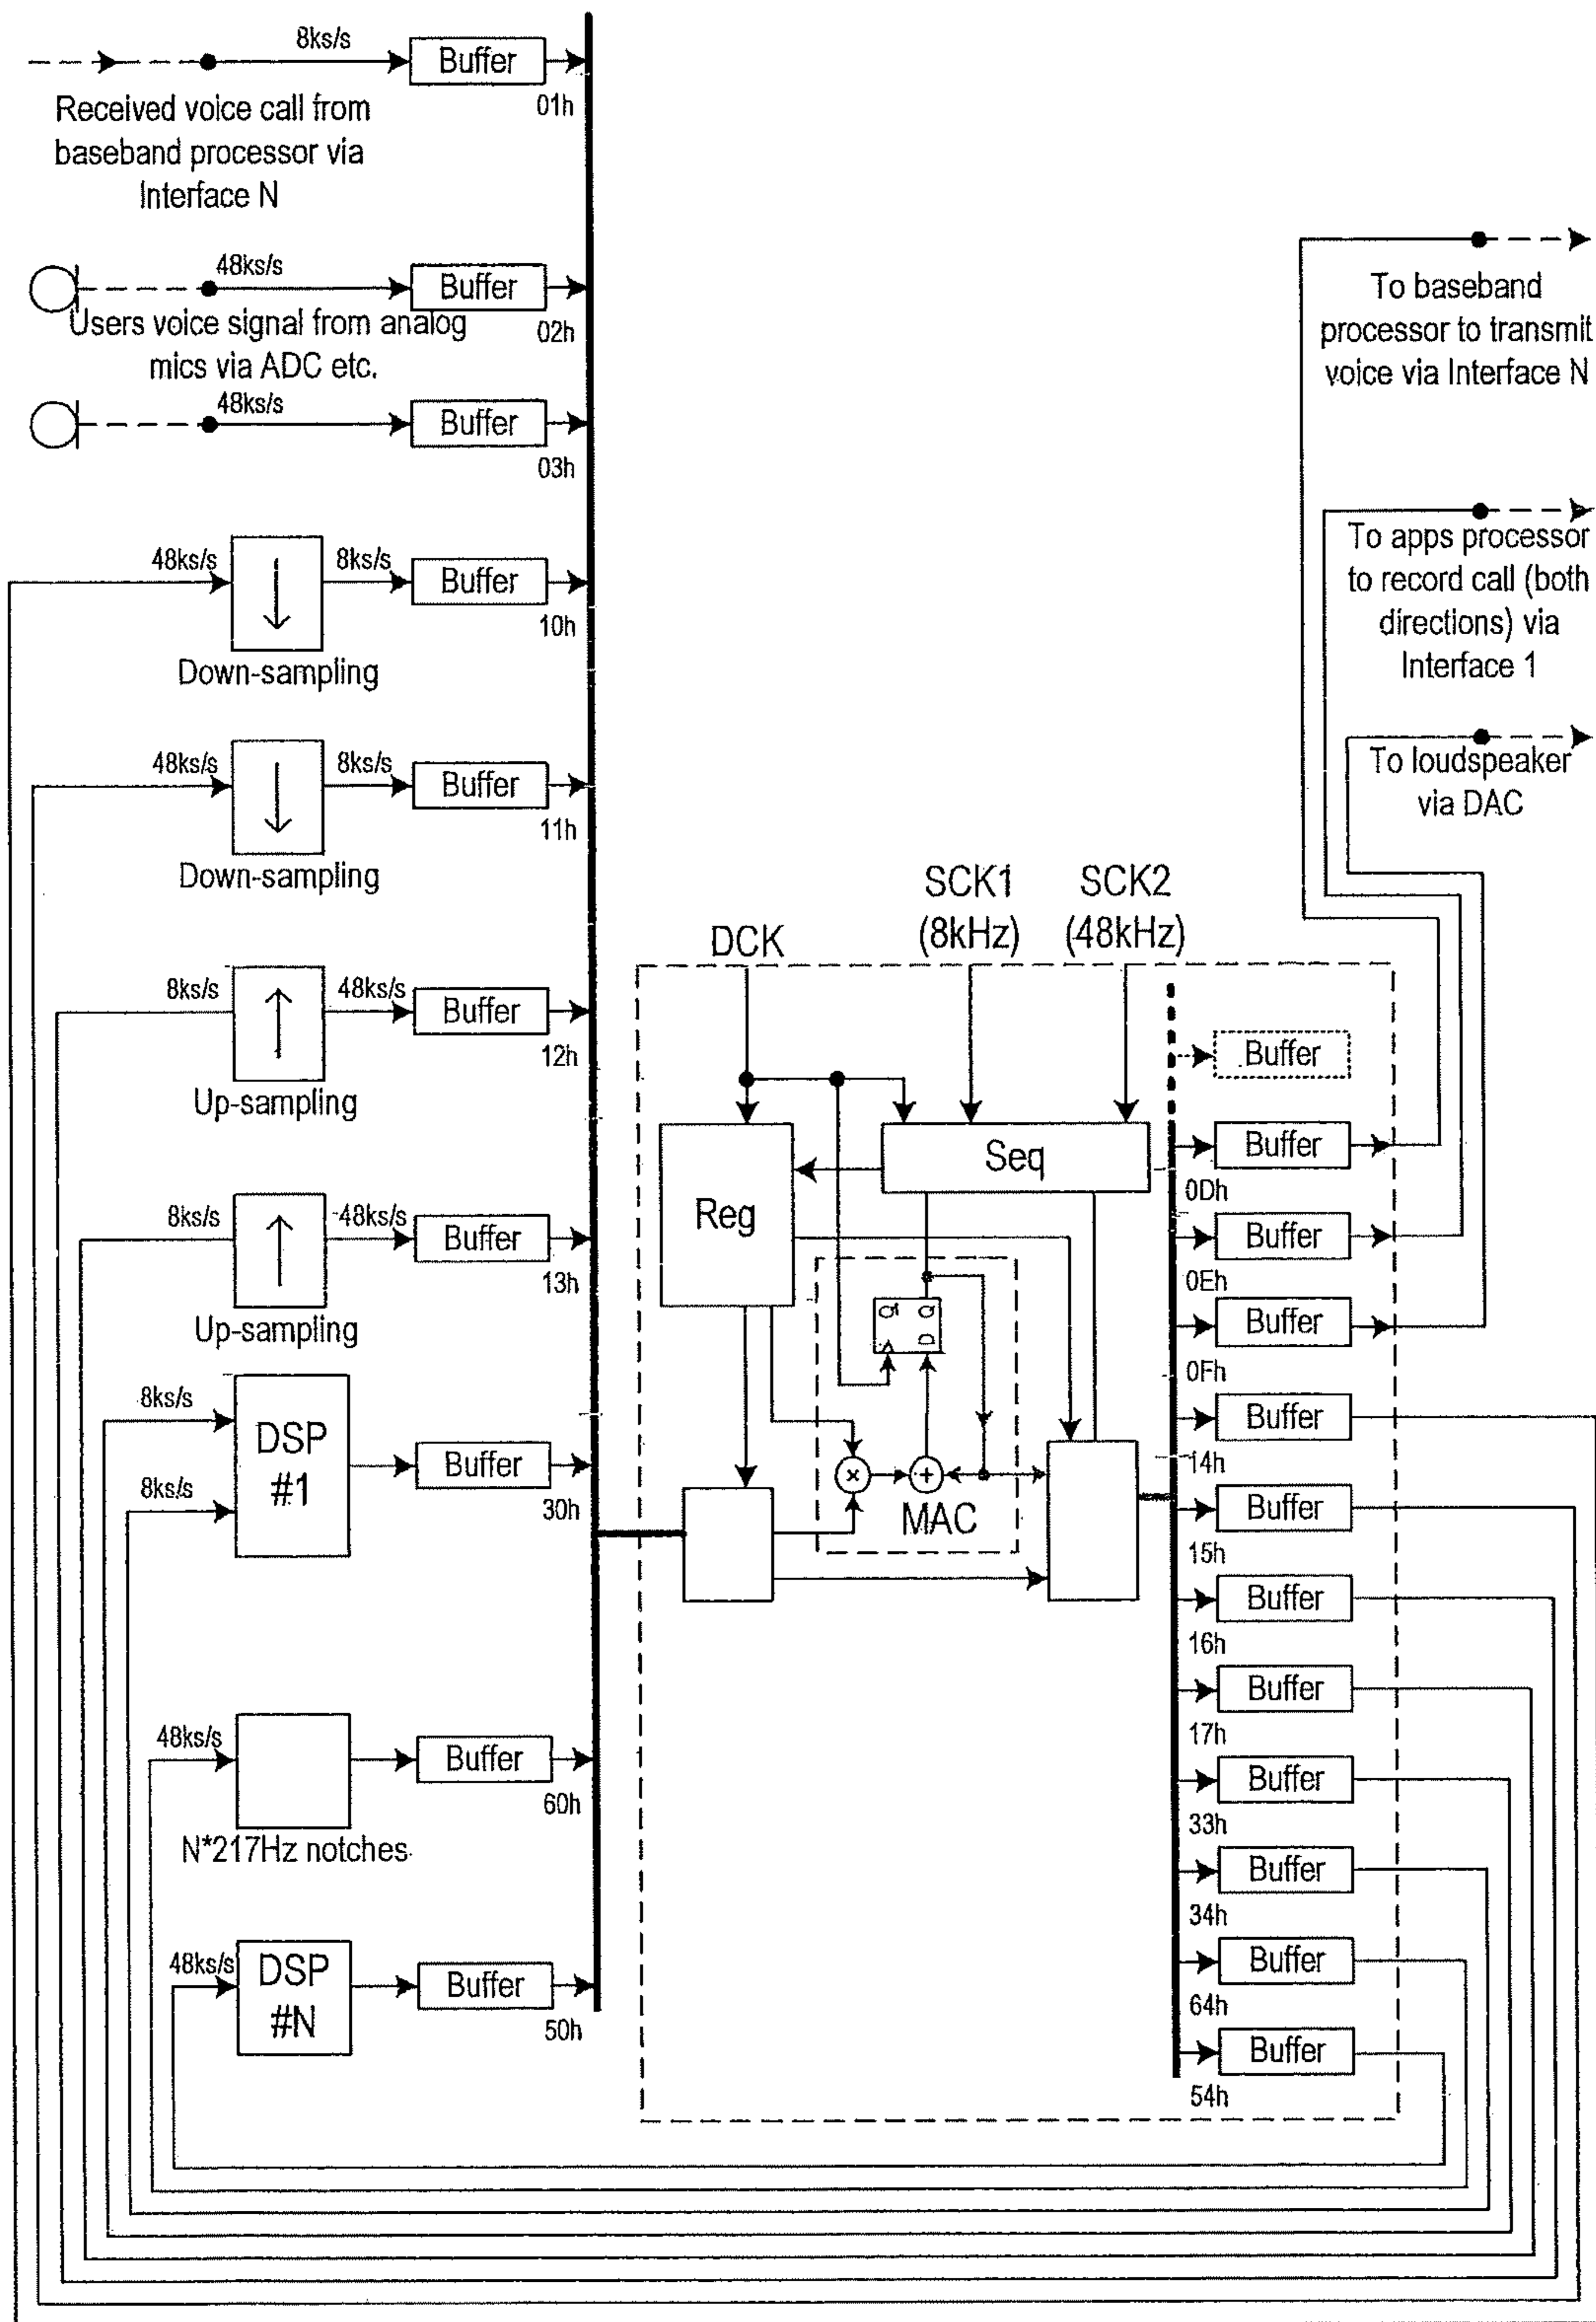 8ks/s
Buffer
01h
Received voice call from
baseband processor via
Interface N
48ks/s
Buffer
02h
Users voice signal from analog
mics via ADC etc.
48ks/s
Buffer
03h
48ks/s
8ks/s
Buffer
10h
Down-sampling
48ks/s
8ks/s
Buffer
11h
Down-sampling
8ks/s
48ks/s
Buffer
12h
Up-sampling
8ks/s
48ks/s
Buffer
13h
Up-sampling
8ks/s
8ks/s
DSP
#1
Buffer
30h
48ks/s
Buffer
60h
N*217Hz notches
48ks/s
DSP
#N
Buffer
50h
DCK
SCK1
(8kHz)
SCK2
(48kHz)
Reg
Seq
Q
Q
D
×
+
MAC
To baseband
processor to transmit
voice via Interface N
To apps processor
to record call (both
directions) via
Interface 1
To loudspeaker
via DAC
Buffer
Buffer
0Dh
Buffer
0Eh
Buffer
0Fh
Buffer
14h
Buffer
15h
Buffer
16h
Buffer
17h
Buffer
33h
Buffer
34h
Buffer
64h
Buffer
54h